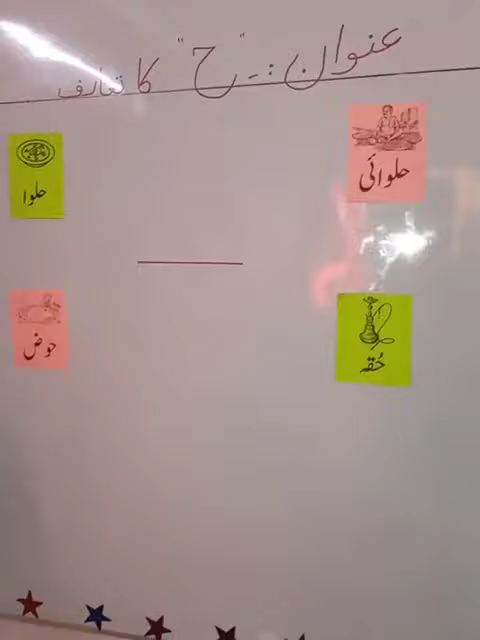 عنوان:۔ "ح" کا تعارف
حلوائی
حلوا
حُقہ
حوض